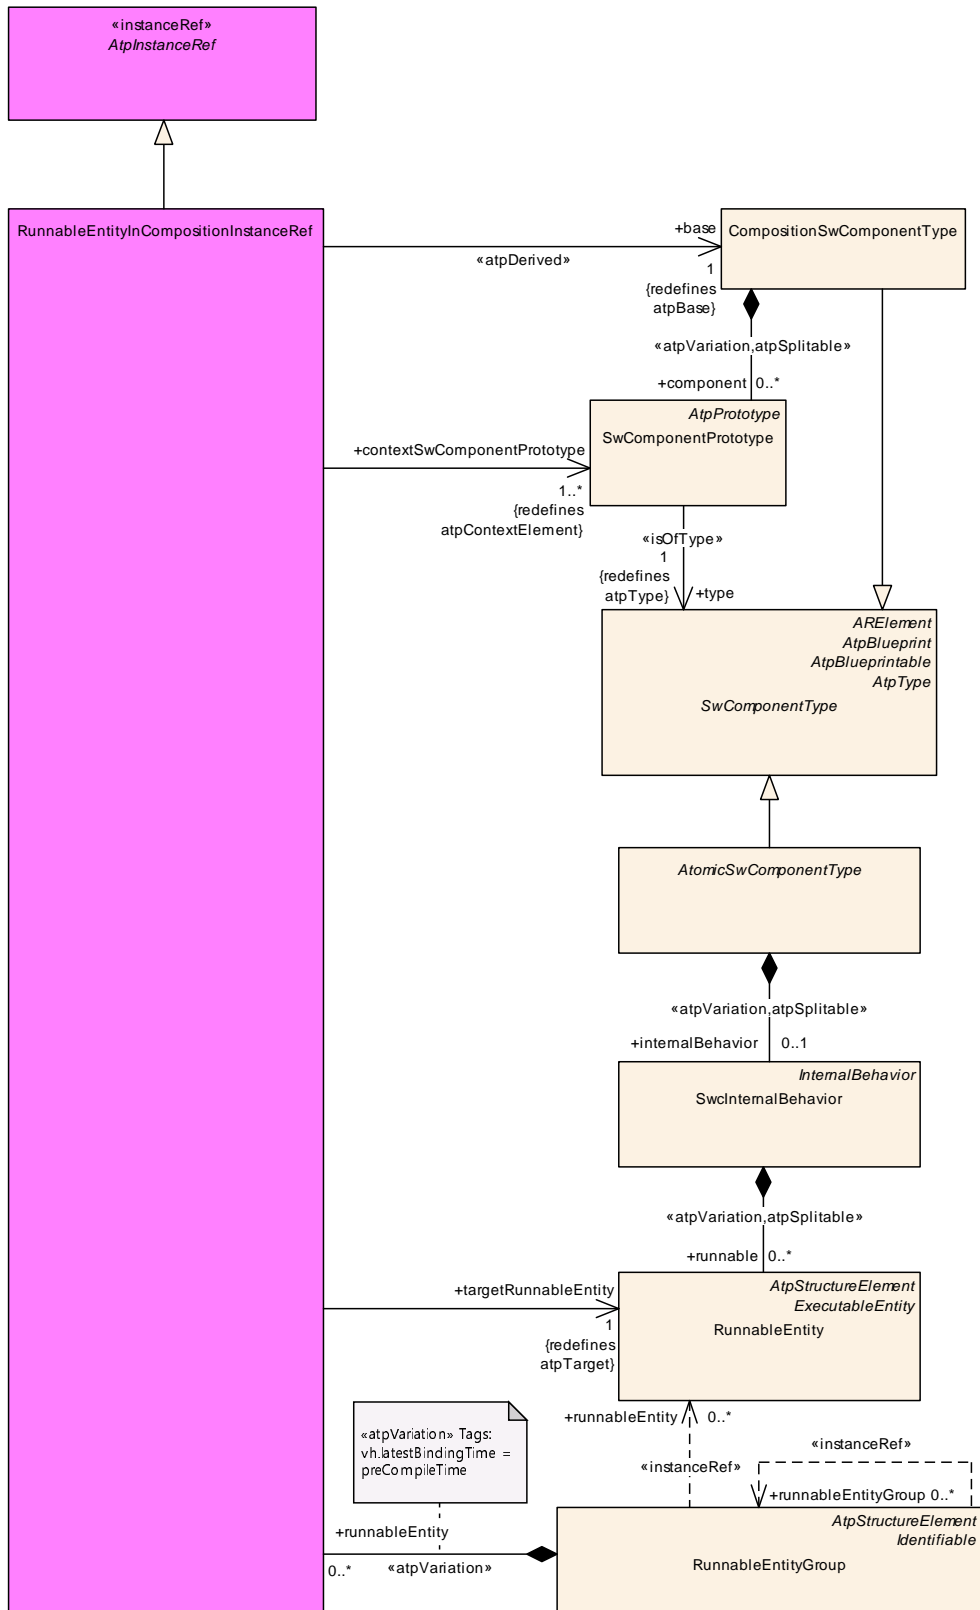 «instanceRef»
AtpInstanceRef
RunnableEntityInCompositionInstanceRef
+base
CompositionSwComponentType
«atpDerived»
1
{redefines
atpBase}
«atpVariation,atpSplitable»
+component 0..*
AtpPrototype
SwComponentPrototype
+contextSwComponentPrototype
1..*
{redefines
atpContextElement}
«isOfType»
1
{redefines
atpType}
+type
ARElement
AtpBlueprint
AtpBlueprintable
AtpType
SwComponentType
AtomicSwComponentType
«atpVariation,atpSplitable»
+internalBehavior 0..1
InternalBehavior
SwcInternalBehavior
«atpVariation,atpSplitable»
+runnable 0..*
+targetRunnableEntity
AtpStructureElement
ExecutableEntity
RunnableEntity
1
{redefines
atpTarget}
+runnableEntity 0..*
«atpVariation» Tags:
vh.latestBindingTime =
preCompileTime
«instanceRef»
«instanceRef»
+runnableEntityGroup 0..*
AtpStructureElement
Identifiable
RunnableEntityGroup
+runnableEntity
0..*
«atpVariation»